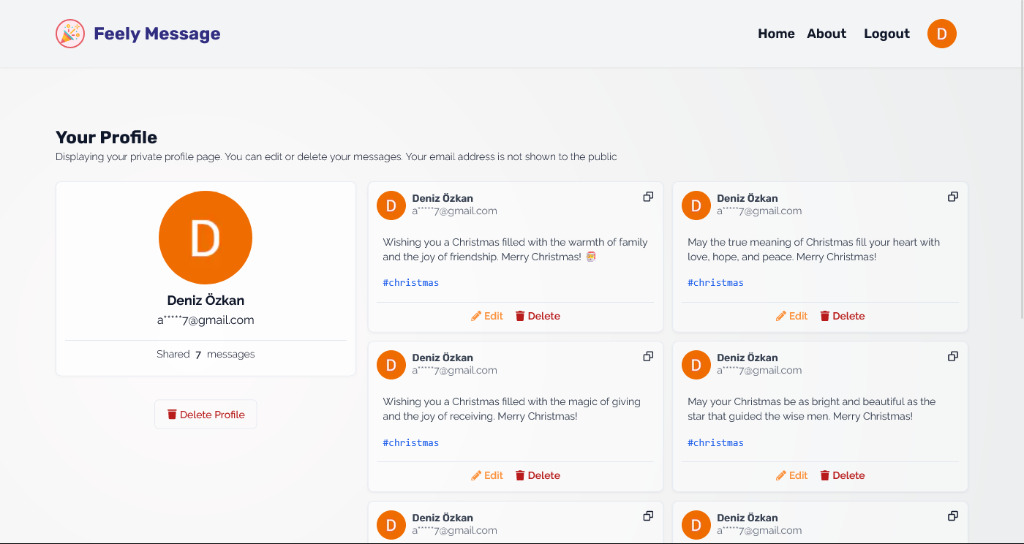 Feely Message
Home About Logout D
Your Profile
Displaying your private profile page. You can edit or delete your messages. Your email address is not shown to the public
D
Deniz Özkan
a*****7@gmail.com
Shared 7 messages
Delete Profile
D
Deniz Özkan
a*****7@gmail.com
Wishing you a Christmas filled with the warmth of family
and the joy of friendship. Merry Christmas! 🎅
#christmas
Edit Delete
D
Deniz Özkan
a*****7@gmail.com
May the true meaning of Christmas fill your heart with
love, hope, and peace. Merry Christmas!
#christmas
Edit Delete
D
Deniz Özkan
a*****7@gmail.com
Wishing you a Christmas filled with the magic of giving
and the joy of receiving. Merry Christmas!
#christmas
Edit Delete
D
Deniz Özkan
a*****7@gmail.com
May your Christmas be as bright and beautiful as the
star that guided the wise men. Merry Christmas!
#christmas
Edit Delete
D
Deniz Özkan
a*****7@gmail.com
D
Deniz Özkan
a*****7@gmail.com